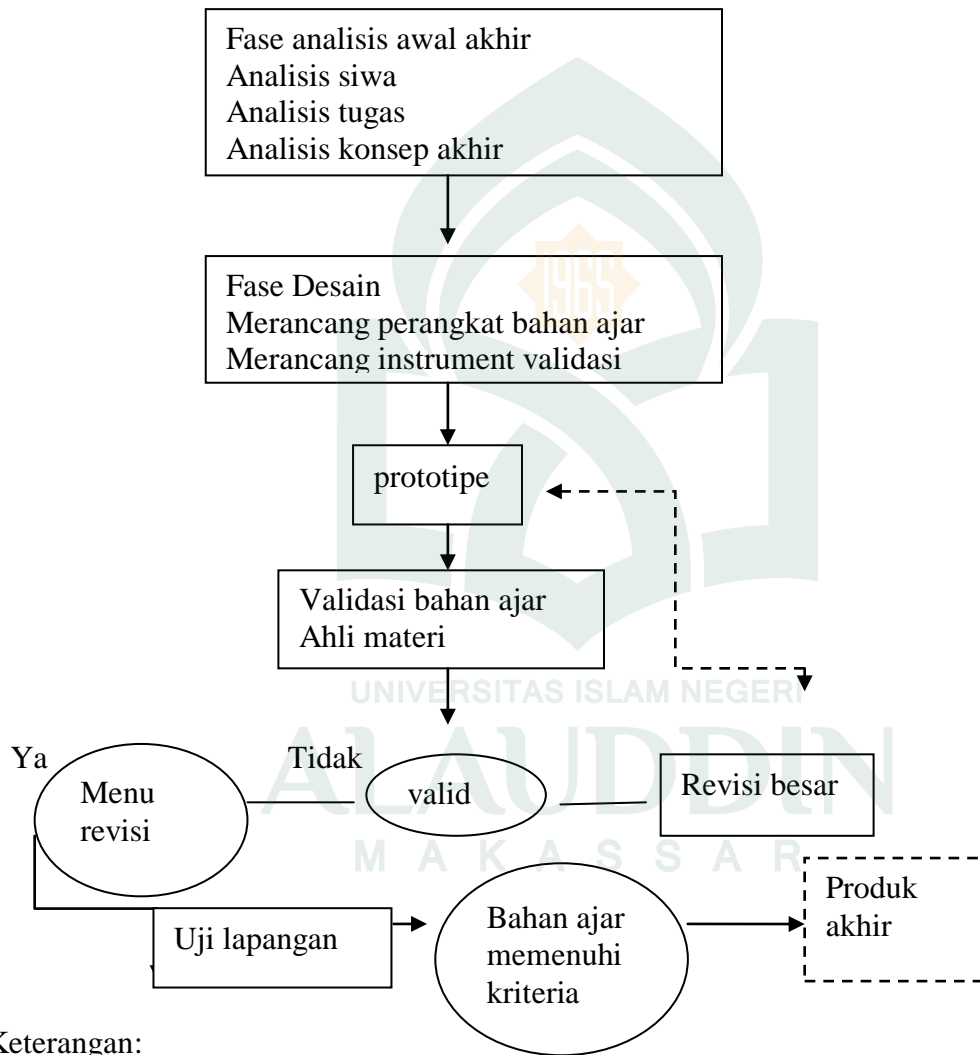 Fase analisis awal akhir
Analisis siwa
Analisis tugas
Analisis konsep akhir
Fase Desain
Merancang perangkat bahan ajar
Merancang instrument validasi
1965
prototipe
Validasi bahan ajar
Ahli materi
UNIVERSITAS ISLAM NEGERI
ALAUDDIN
MAKASSAR
Ya
Menu
revisi
Tidak
valid
Revisi besar
Uji lapangan
Bahan ajar
memenuhi
kriteria
Produk
akhir
Keterangan: